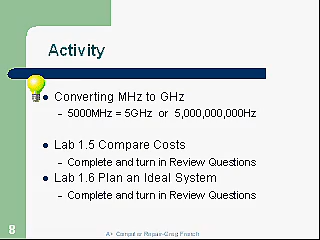 Activity
Converting MHz to GHz
– 5000MHz = 5GHz or 5,000,000,000Hz
Lab 1.5 Compare Costs
– Complete and turn in Review Questions
Lab 1.6 Plan an Ideal System
– Complete and turn in Review Questions
8
A+ Computer Repair-Greg French